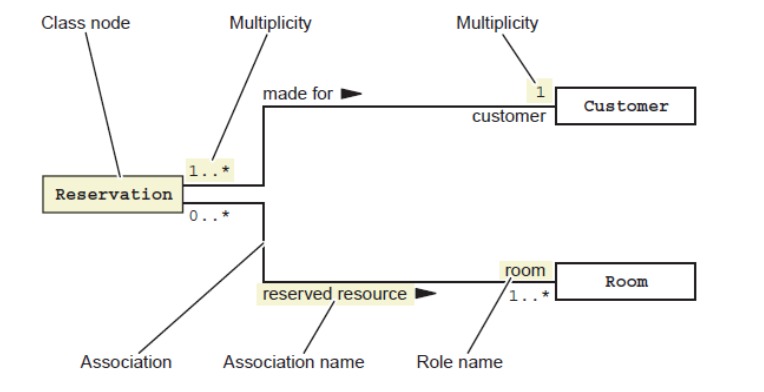 Class node
Multiplicity
Multiplicity
made for
1
customer
Customer
1..*
Reservation
0..*
room
Room
reserved resource
1..*
Association
Association name
Role name